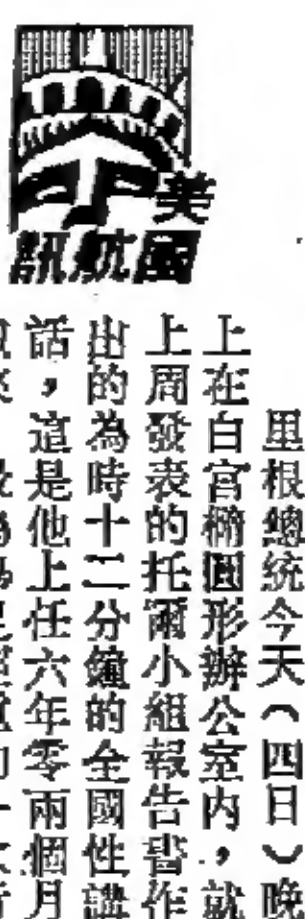 美國航訊
里根總統今天（四日）晚
上在白宮橢圓形辦公室內，就
上周發表的托爾小組報告書作
出的為時十二分鐘的全國性講
話，這是他上任六年零兩個月